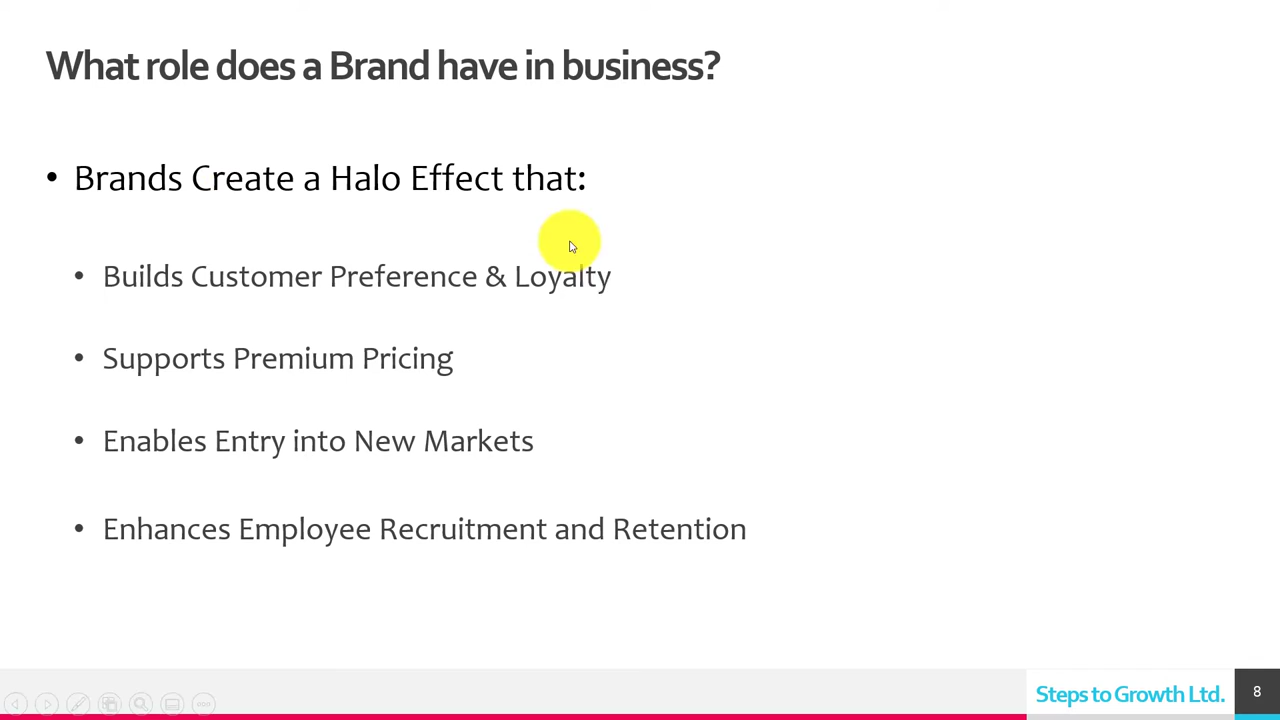 What role does a Brand have in business?
• Brands Create a Halo Effect that:
• Builds Customer Preference & Loyalty
• Supports Premium Pricing
• Enables Entry into New Markets
• Enhances Employee Recruitment and Retention
Steps to Growth Ltd.
8